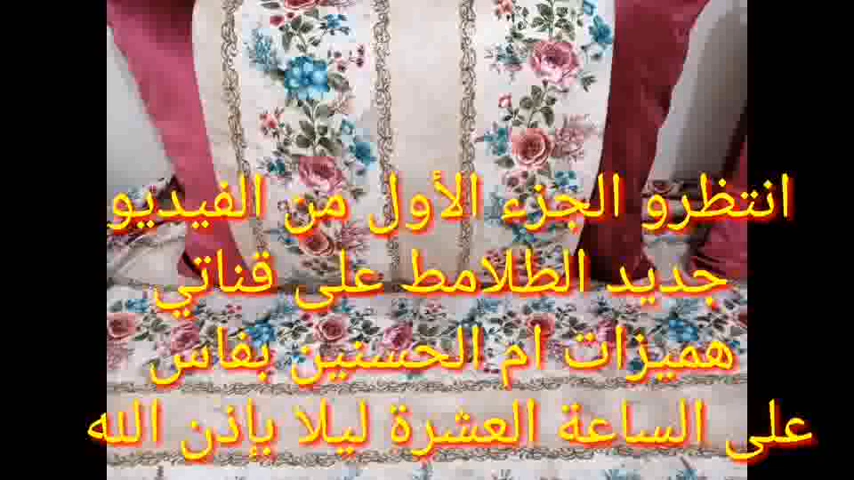 انتظرو الجزء الأول من الفيديو
جديد الطلامط على قناتي
هميزات ام الحسنين بفاس
على الساعة العشرة ليلا بإذن الله